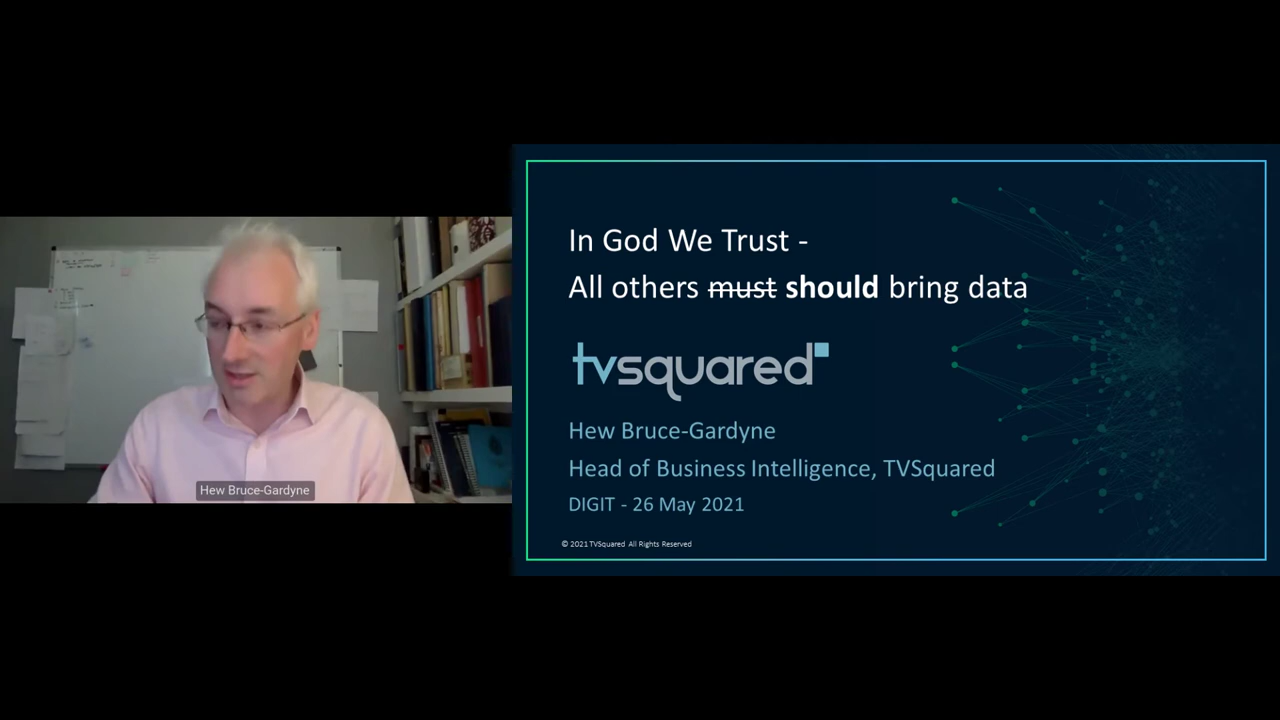 Hew Bruce-Gardyne
In God We Trust -
All others must should bring data
tvsquared
Hew Bruce-Gardyne
Head of Business Intelligence, TVSquared
DIGIT - 26 May 2021
© 2021 TVSquared All Rights Reserved